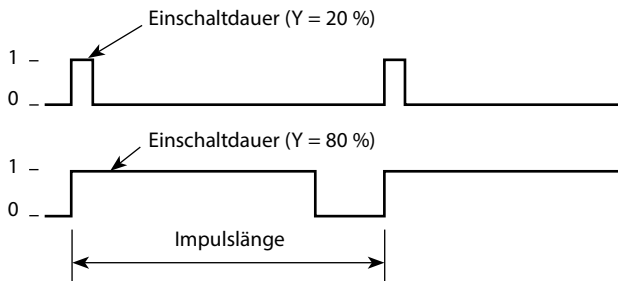 Einschaltdauer (Y = 20 %)
1 –
0 –
Einschaltdauer (Y = 80 %)
1 –
0 –
Impulslänge